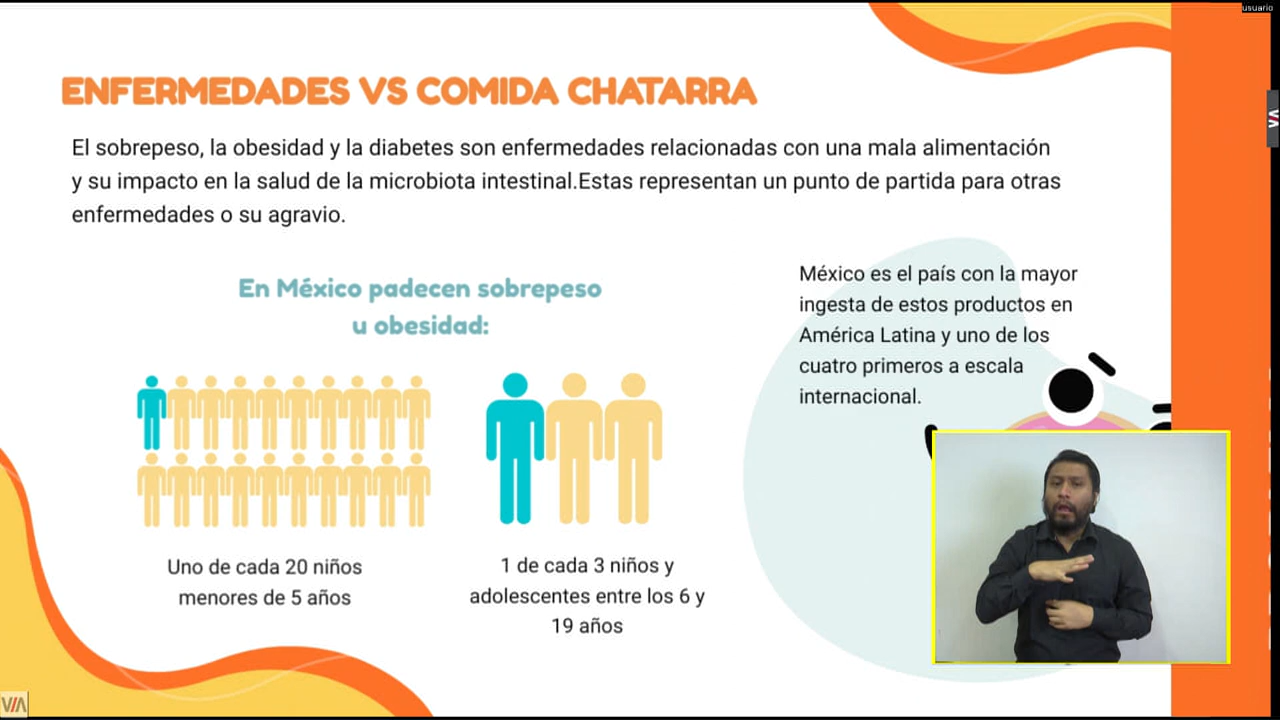 usuario
ENFERMEDADES VS COMIDA CHATARRA
El sobrepeso, la obesidad y la diabetes son enfermedades relacionadas con una mala alimentación
y su impacto en la salud de la microbiota intestinal.Estas representan un punto de partida para otras
enfermedades o su agravio.
En México padecen sobrepeso
u obesidad:
Uno de cada 20 niños
menores de 5 años
1 de cada 3 niños y
adolescentes entre los 6 y
19 años
México es el país con la mayor
ingesta de estos productos en
América Latina y uno de los
cuatro primeros a escala
internacional.
VIA